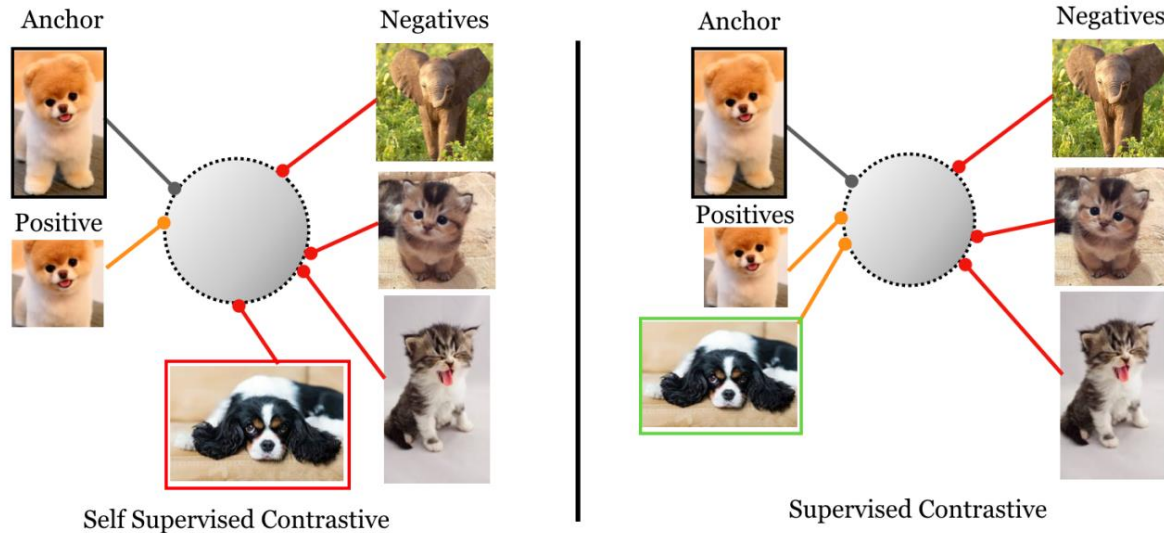 Anchor
Negatives
Positive
Self Supervised Contrastive
Anchor
Negatives
Positives
Supervised Contrastive